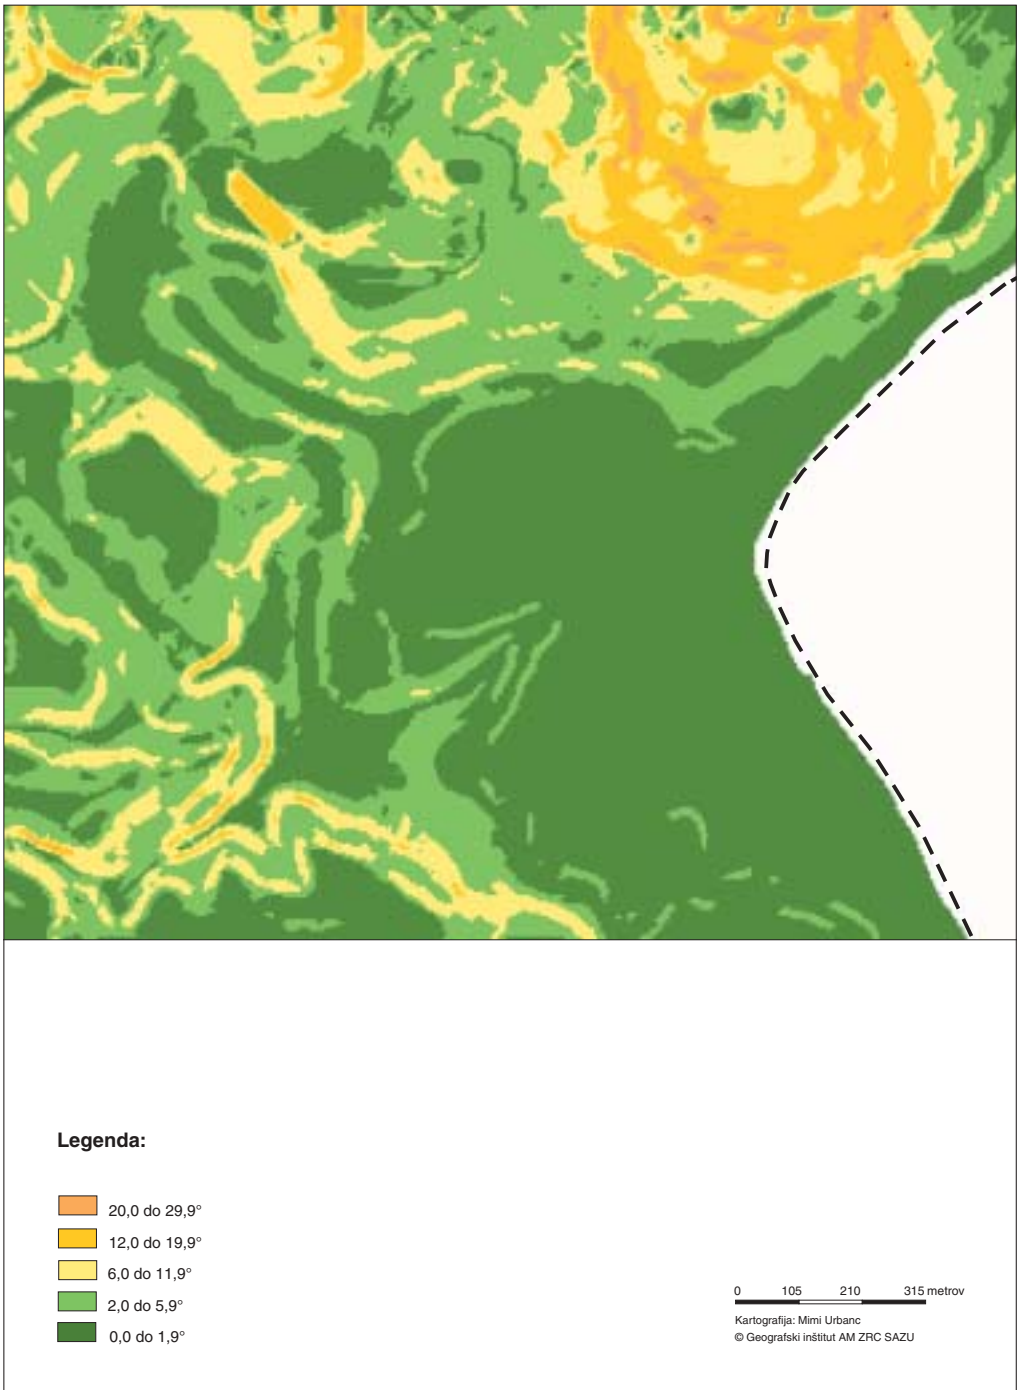 Legenda:
20,0 do 29,9°
12,0 do 19,9°
6,0 do 11,9°
2,0 do 5,9°
0,0 do 1,9°
0 105 210 315 metrov
Kartografija: Mimi Urbanc
© Geografski inštitut AM ZRC SAZU